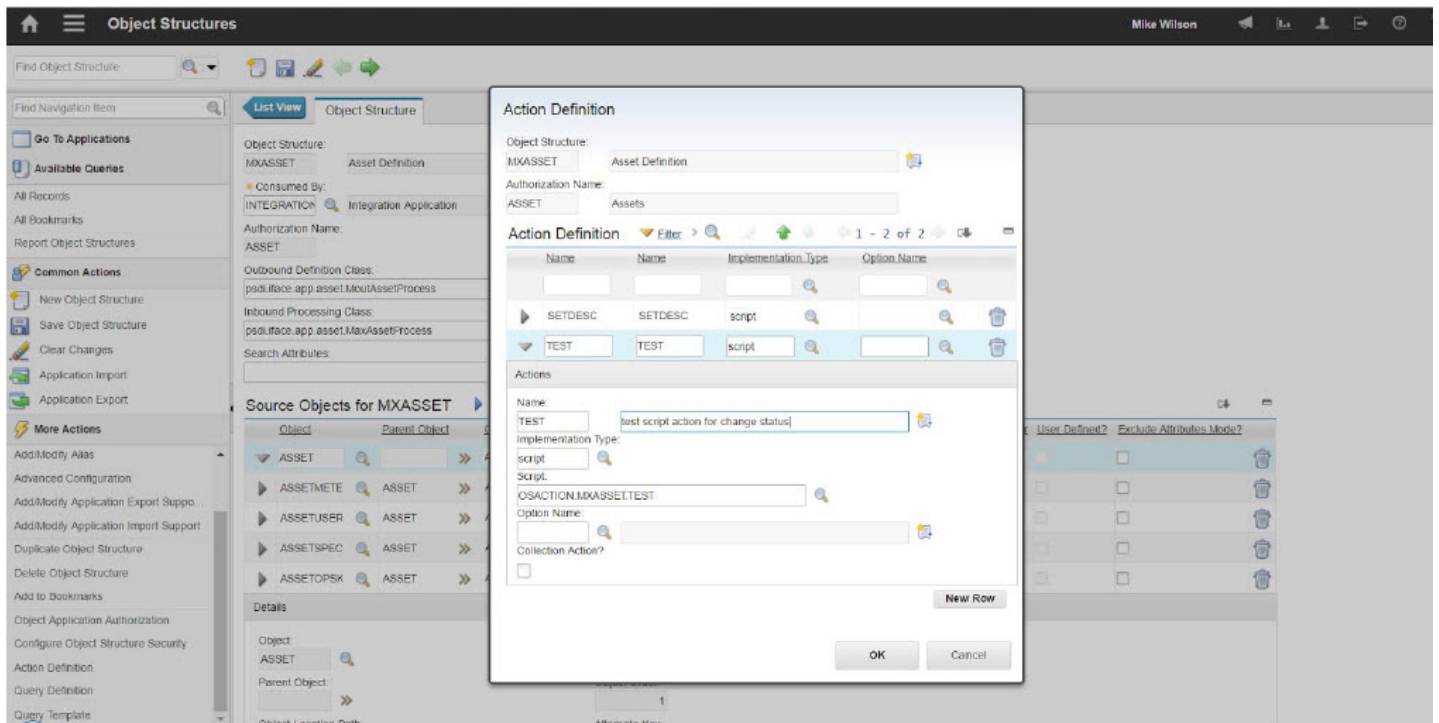 Object Structures
Mike Wilson
Find Object Structure
Find Navigation Item
Go To Applications
Available Queries
All Records
All Bookmarks
Report Object Structures
Common Actions
New Object Structure
Save Object Structure
Clear Changes
Application Import
Application Export
More Actions
Add/Modify Alias
Advanced Configuration
Add/Modify Application Export Suppo...
Add/Modify Application Import Support
Duplicate Object Structure
Delete Object Structure
Add to Bookmarks
Object Application Authorization
Configure Object Structure Security
Action Definition
Query Definition
Query Template
List View Object Structure
Object Structure:
MXASSET Asset Definition
Consumed By:
INTEGRATION Integration Application
Authorization Name:
ASSET
Outbound Definition Class:
psdi.iface.app.asset.MoutAssetProcess
Inbound Processing Class:
psdi.iface.app.asset.MaxAssetProcess
Search Attributes:
Source Objects for MXASSET
Object Parent Object User Defined? Exclude Attributes Mode?
ASSET
ASSETMETE ASSET
ASSETUSER ASSET
ASSETSPEC ASSET
ASSETOPSK ASSET
Details
Object:
ASSET
Parent Object:
1
Object Location Path: Alternate Key:
Action Definition
Object Structure:
MXASSET Asset Definition
Authorization Name:
ASSET Assets
Action Definition Filter 1 - 2 of 2
Name Name Implementation Type Option Name
SETDESC SETDESC script
TEST TEST script
Actions
Name:
TEST test script action for change status
Implementation Type:
script
Script:
OSACTION.MXASSET.TEST
Option Name:
Collection Action?
New Row
OK Cancel